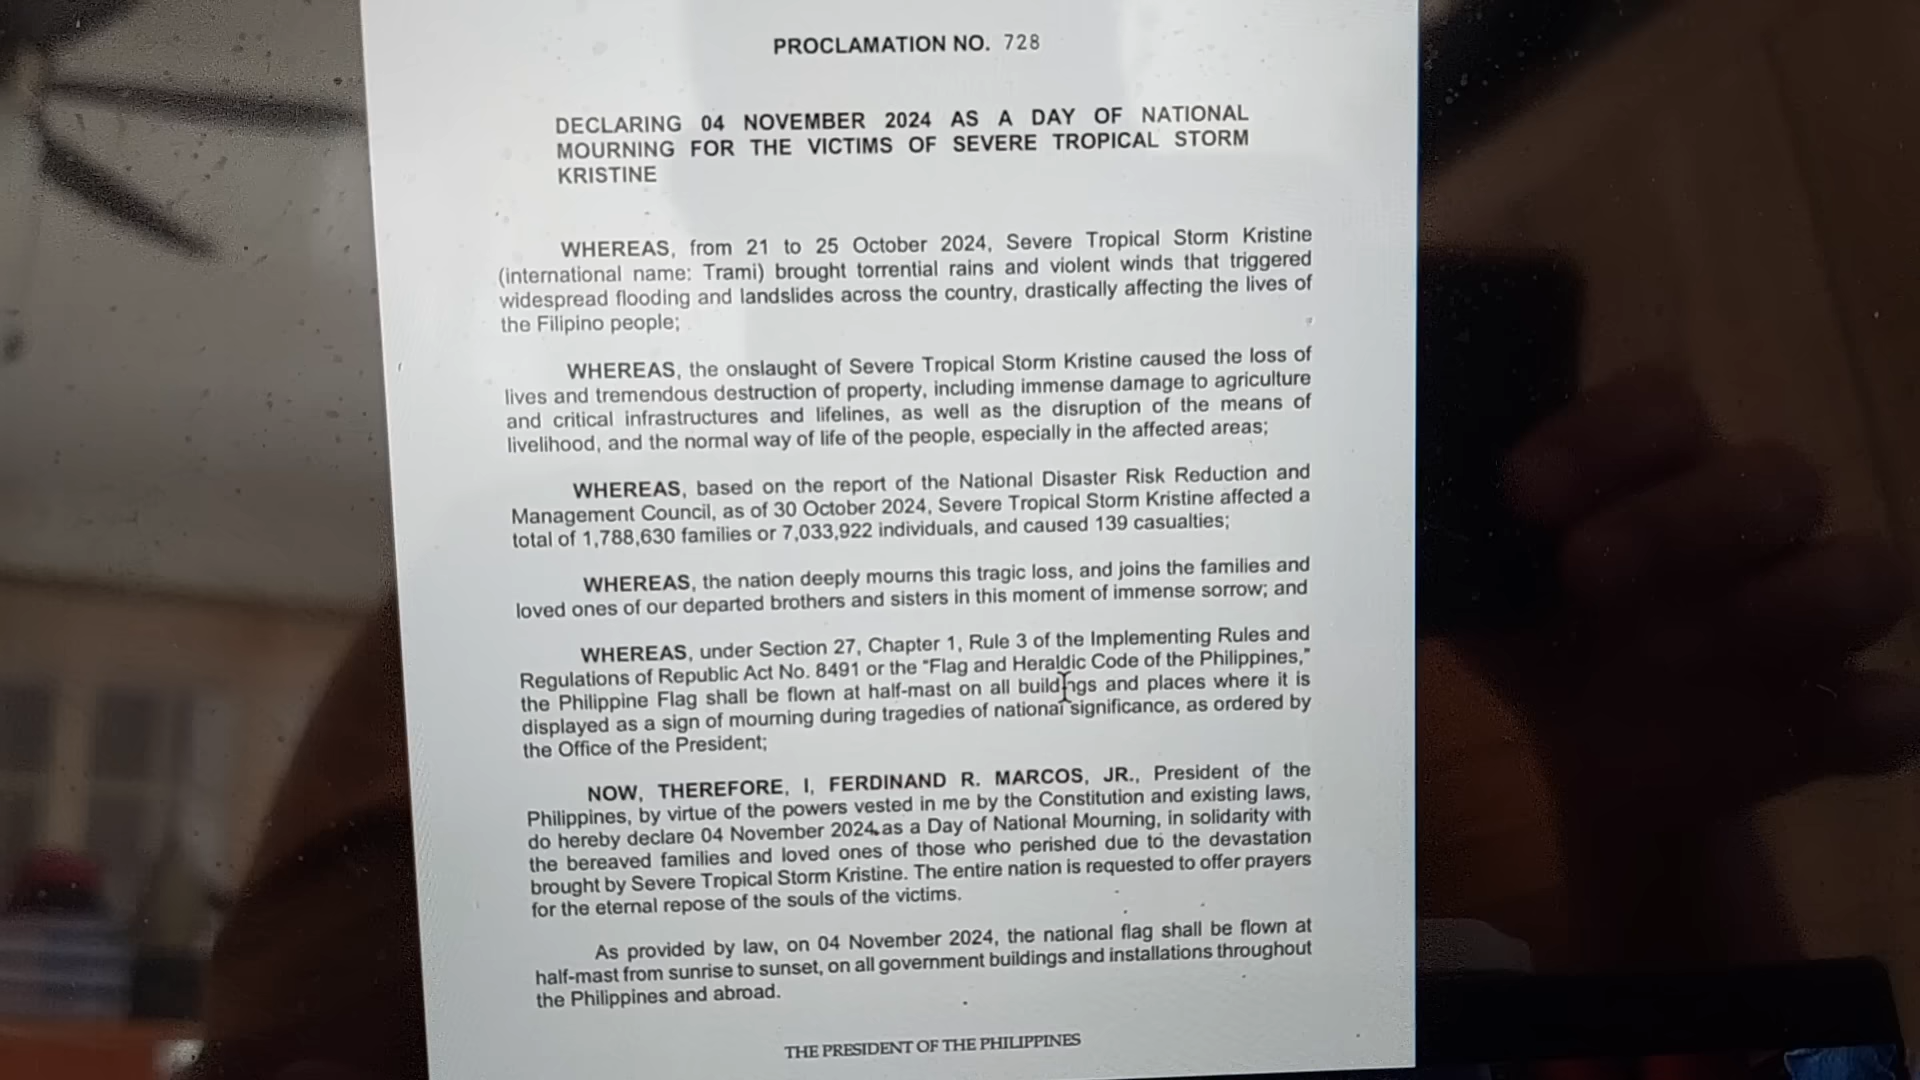 PROCLAMATION NO. 728
DECLARING 04 NOVEMBER 2024 AS A DAY OF NATIONAL
MOURNING FOR THE VICTIMS OF SEVERE TROPICAL STORM
KRISTINE
WHEREAS, from 21 to 25 October 2024, Severe Tropical Storm Kristine
(international name: Trami) brought torrential rains and violent winds that triggered
widespread flooding and landslides across the country, drastically affecting the lives of
the Filipino people;
WHEREAS, the onslaught of Severe Tropical Storm Kristine caused the loss of
lives and tremendous destruction of property, including immense damage to agriculture
and critical infrastructures and lifelines, as well as the disruption of the means of
livelihood, and the normal way of life of the people, especially in the affected areas;
WHEREAS, based on the report of the National Disaster Risk Reduction and
Management Council, as of 30 October 2024, Severe Tropical Storm Kristine affected a
total of 1,788,630 families or 7,033,922 individuals, and caused 139 casualties;
WHEREAS, the nation deeply mourns this tragic loss, and joins the families and
loved ones of our departed brothers and sisters in this moment of immense sorrow; and
WHEREAS, under Section 27, Chapter 1, Rule 3 of the Implementing Rules and
Regulations of Republic Act No. 8491 or the "Flag and Heraldic Code of the Philippines,"
the Philippine Flag shall be flown at half-mast on all buildings and places where it is
displayed as a sign of mourning during tragedies of national significance, as ordered by
the Office of the President;
NOW, THEREFORE, I, FERDINAND R. MARCOS, JR., President of the
Philippines, by virtue of the powers vested in me by the Constitution and existing laws,
do hereby declare 04 November 2024 as a Day of National Mourning, in solidarity with
the bereaved families and loved ones of those who perished due to the devastation
brought by Severe Tropical Storm Kristine. The entire nation is requested to offer prayers
for the eternal repose of the souls of the victims.
As provided by law, on 04 November 2024, the national flag shall be flown at
half-mast from sunrise to sunset, on all government buildings and installations throughout
the Philippines and abroad.
THE PRESIDENT OF THE PHILIPPINES